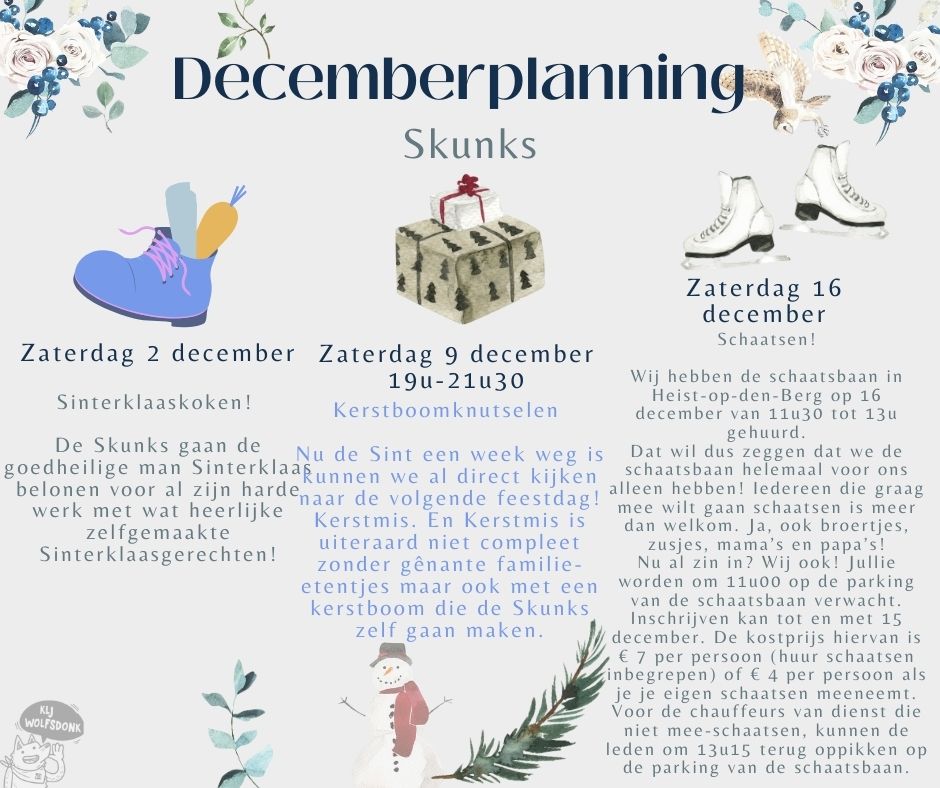 Decemberplanning
Skunks
Zaterdag 2 december
Sinterklaaskoken!
De Skunks gaan de
goedheilige man Sinterklaas
belonen voor al zijn harde
werk met wat heerlijke
zelfgemaakte
Sinterklaasgerechten!
Zaterdag 9 december
19u-21u30
Kerstboomknutselen
Nu de Sint een week weg is
kunnen we al direct kijken
naar de volgende feestdag!
Kerstmis. En Kerstmis is
uiteraard niet compleet
zonder gênante familie-
etentjes maar ook met een
kerstboom die de Skunks
zelf gaan maken.
Zaterdag 16
december
Schaatsen!
Wij hebben de schaatsbaan in
Heist-op-den-Berg op 16
december van 11u30 tot 13u
gehuurd.
Dat wil dus zeggen dat we de
schaatsbaan helemaal voor ons
alleen hebben! Iedereen die graag
mee wilt gaan schaatsen is meer
dan welkom. Ja, ook broertjes,
zusjes, mama's en papa's!
Nu al zin in? Wij ook! Jullie
worden om 11u00 op de parking
van de schaatsbaan verwacht.
Inschrijven kan tot en met 15
december. De kostprijs hiervan is
€ 7 per persoon (huur schaatsen
inbegrepen) of € 4 per persoon als
je je eigen schaatsen meeneemt.
Voor de chauffeurs van dienst die
niet mee-schaatsen, kunnen de
leden om 13u15 terug oppikken op
de parking van de schaatsbaan.
KLJ
WOLFSDONK